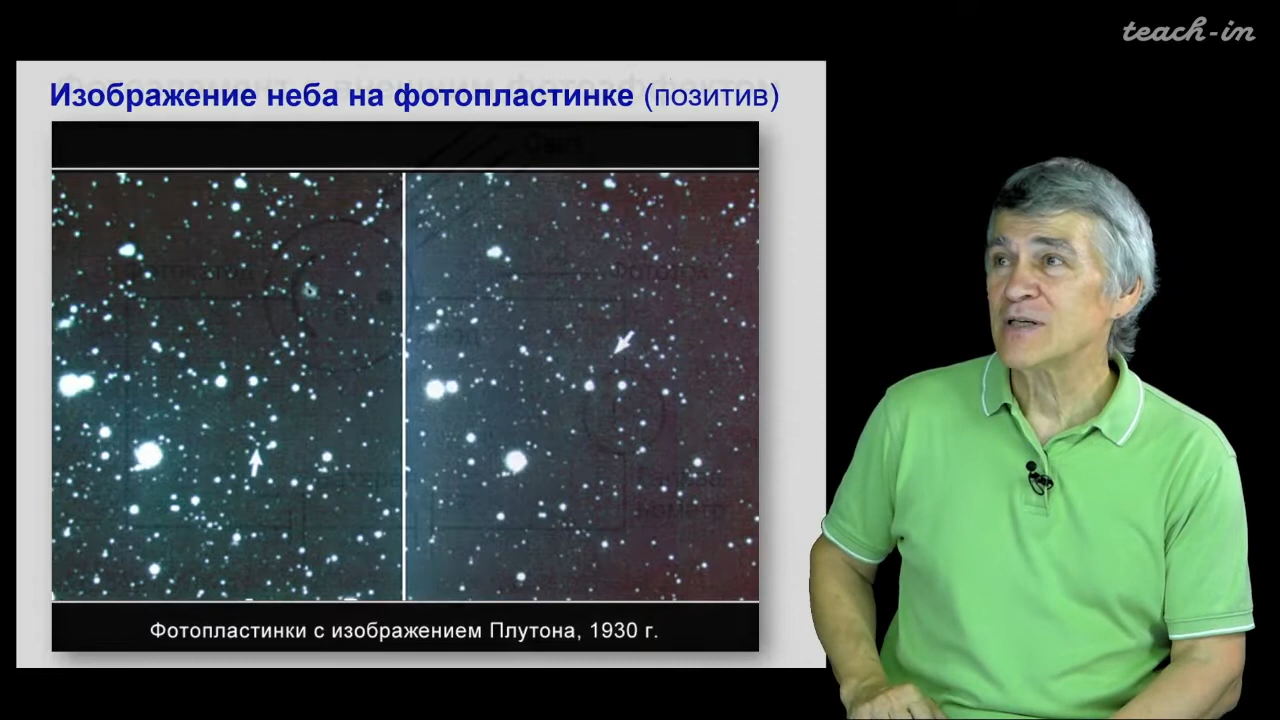 teach-in
Изображение неба на фотопластинке (позитив)
Фотопластинки с изображением Плутона, 1930 г.